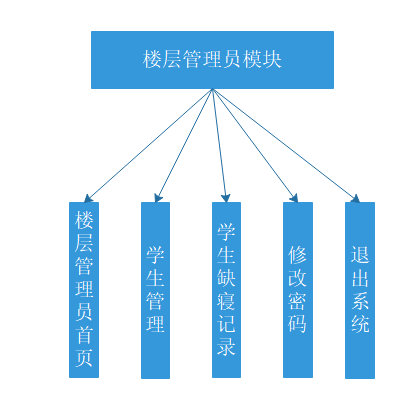 楼层管理员模块
楼层管理员首页
学生管理
学生缺寝记录
修改密码
退出系统